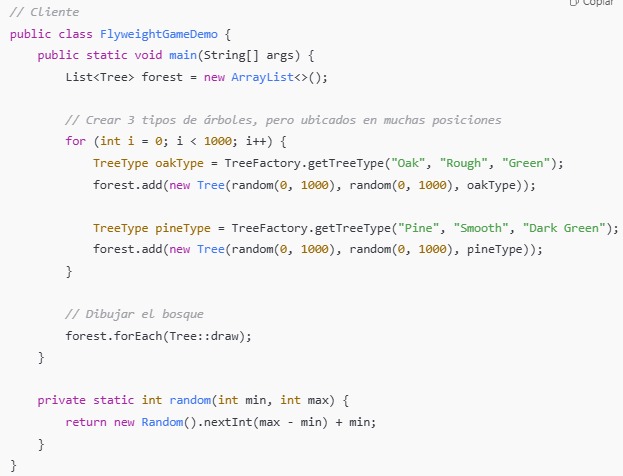 Copiar
// Cliente
public class FlyweightGameDemo {
    public static void main(String[] args) {
        List<Tree> forest = new ArrayList<>();

        // Crear 3 tipos de árboles, pero ubicados en muchas posiciones
        for (int i = 0; i < 1000; i++) {
            TreeType oakType = TreeFactory.getTreeType("Oak", "Rough", "Green");
            forest.add(new Tree(random(0, 1000), random(0, 1000), oakType));

            TreeType pineType = TreeFactory.getTreeType("Pine", "Smooth", "Dark Green");
            forest.add(new Tree(random(0, 1000), random(0, 1000), pineType));
        }

        // Dibujar el bosque
        forest.forEach(Tree::draw);
    }

    private static int random(int min, int max) {
        return new Random().nextInt(max - min) + min;
    }
}